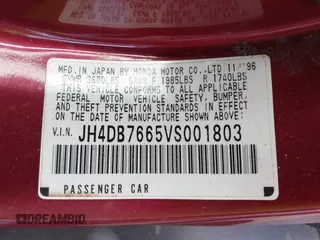 MFD. IN JAPAN BY HONDA MOTOR CO.,LTD 11/96
F 1985LBS R 1740LBS
THIS VEHICLE CONFORMS TO ALL APPLICABLE
FEDERAL MOTOR VEHICLE SAFETY, BUMPER,
AND THEFT PREVENTION STANDARDS IN EFFECT
ON THE DATE OF MANUFACTURE SHOWN ABOVE.
V.I.N. JH4DB7665VS001803
PASSENGER CAR
DREAMBID